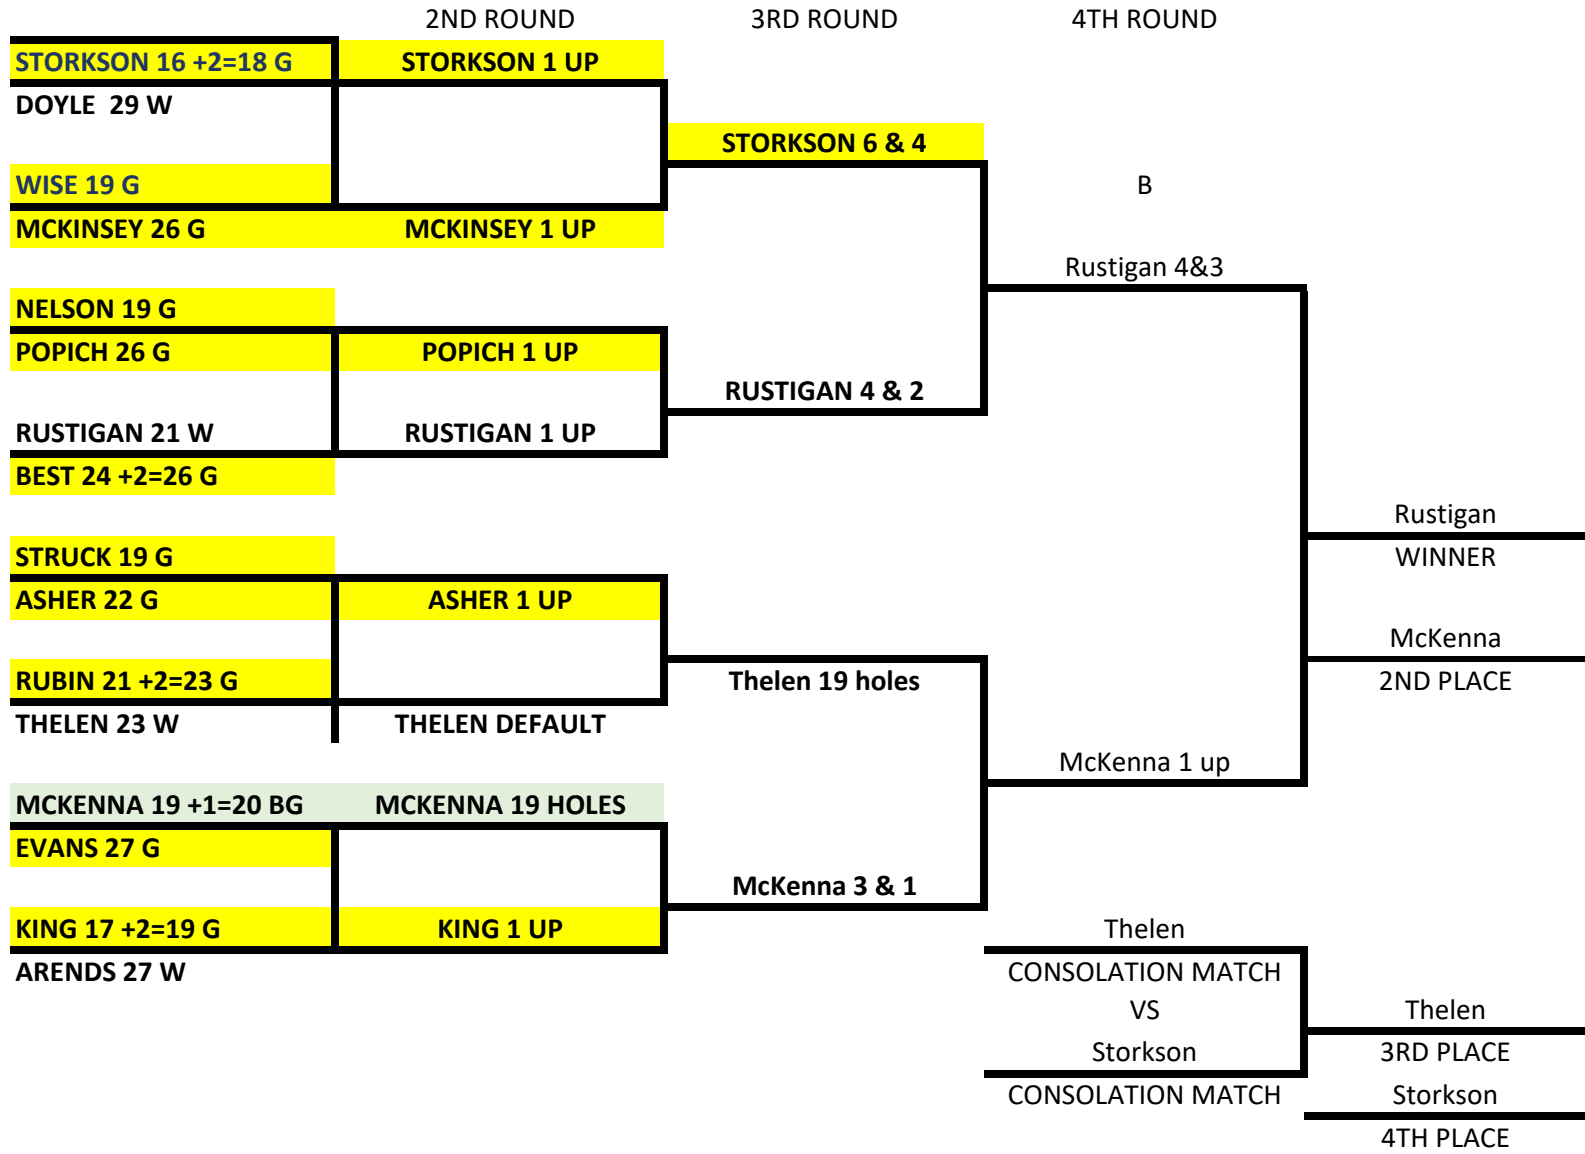 2ND ROUND 3RD ROUND 4TH ROUND
STORKSON 16 +2=18 G STORKSON 1 UP
DOYLE 29 W
STORKSON 6 & 4
WISE 19 G B
MCKINSEY 26 G MCKINSEY 1 UP
Rustigan 4&3
NELSON 19 G
POPICH 26 G POPICH 1 UP
RUSTIGAN 4 & 2
RUSTIGAN 21 W RUSTIGAN 1 UP
BEST 24 +2=26 G
Rustigan
STRUCK 19 G WINNER
ASHER 22 G ASHER 1 UP
McKenna
RUBIN 21 +2=23 G Thelen 19 holes 2ND PLACE
THELEN 23 W THELEN DEFAULT
McKenna 1 up
MCKENNA 19 +1=20 BG MCKENNA 19 HOLES
EVANS 27 G
McKenna 3 & 1
KING 17 +2=19 G KING 1 UP Thelen
ARENDS 27 W CONSOLATION MATCH
VS Thelen
Storkson 3RD PLACE
CONSOLATION MATCH Storkson
4TH PLACE